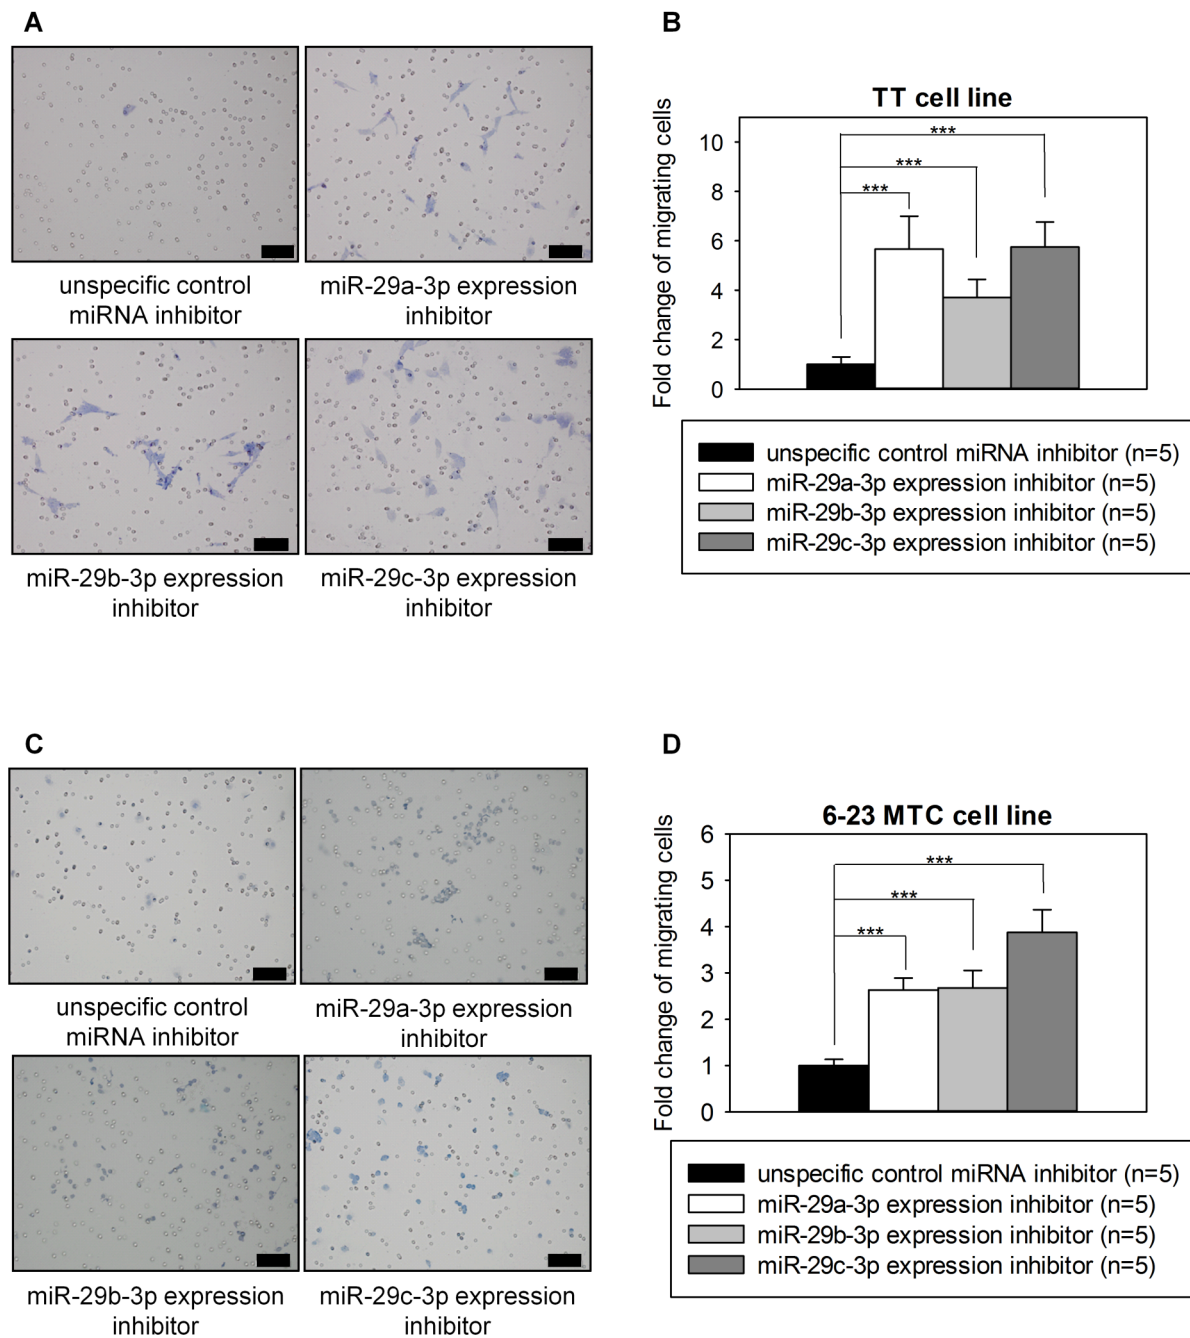 A
unspecific control
miRNA inhibitor
miR-29a-3p expression
inhibitor
miR-29b-3p expression
inhibitor
miR-29c-3p expression
inhibitor
B
TT cell line
Fold change of migrating cells
10
8
6
4
2
0
***
***
***
unspecific control miRNA inhibitor (n=5)
miR-29a-3p expression inhibitor (n=5)
miR-29b-3p expression inhibitor (n=5)
miR-29c-3p expression inhibitor (n=5)
C
unspecific control
miRNA inhibitor
miR-29a-3p expression
inhibitor
miR-29b-3p expression
inhibitor
miR-29c-3p expression
inhibitor
D
6-23 MTC cell line
Fold change of migrating cells
6
5
4
3
2
1
0
***
***
***
unspecific control miRNA inhibitor (n=5)
miR-29a-3p expression inhibitor (n=5)
miR-29b-3p expression inhibitor (n=5)
miR-29c-3p expression inhibitor (n=5)